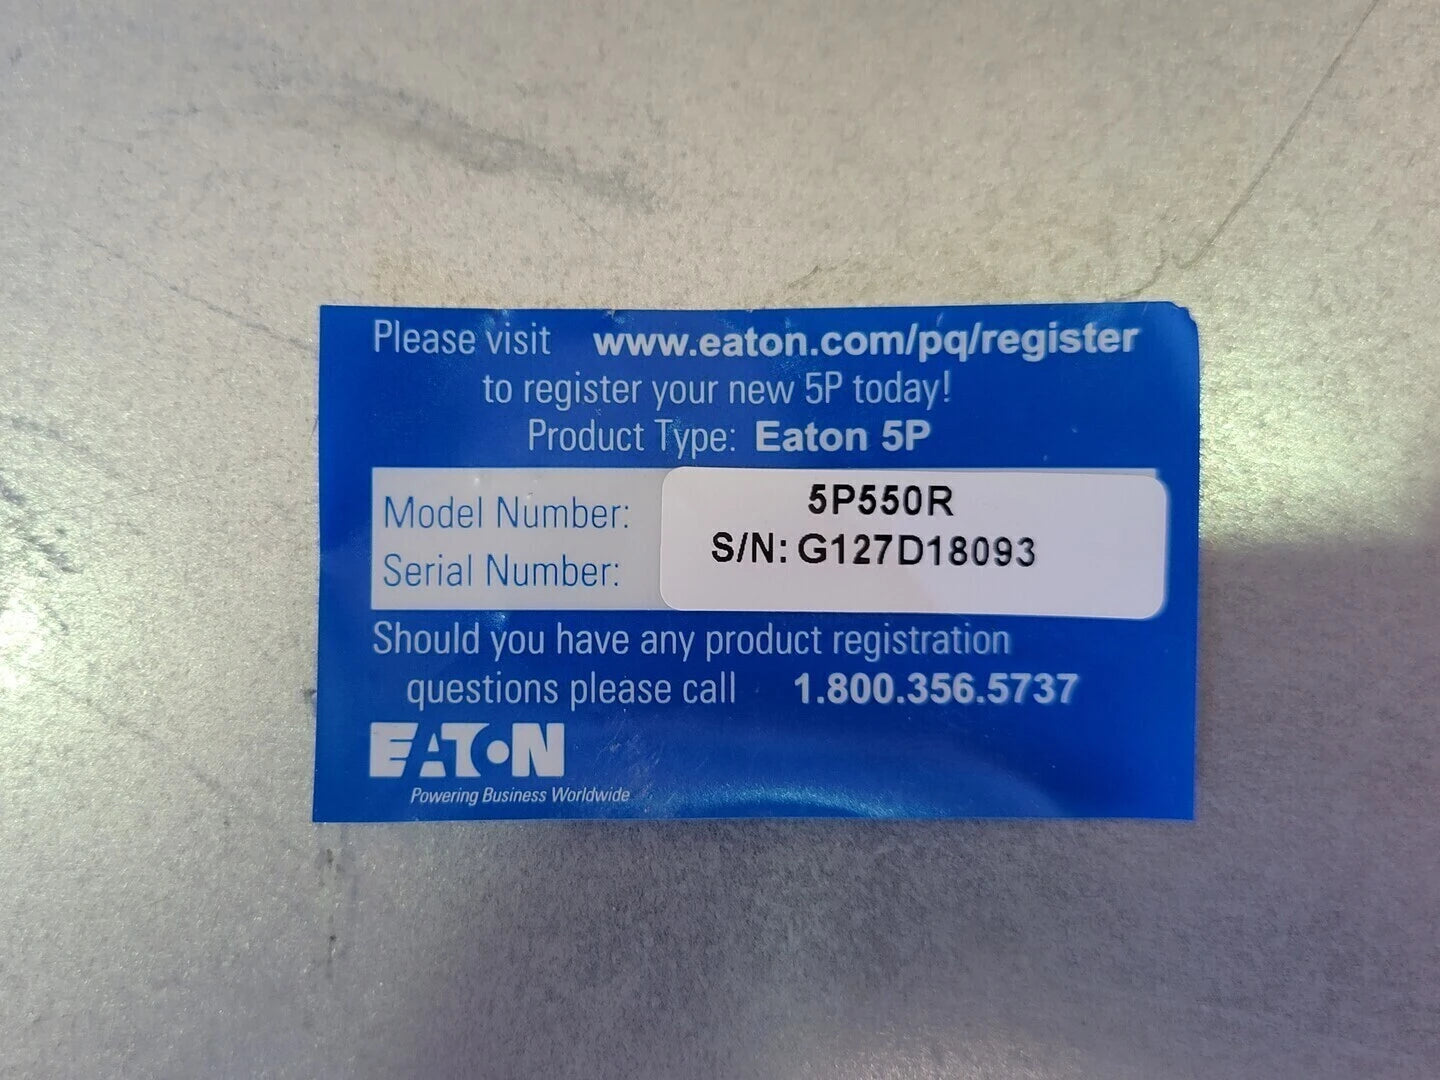 Please visit www.eaton.com/pq/register
to register your new 5P today!
Product Type: Eaton 5P
Model Number: 5P550R
Serial Number: S/N: G127D18093
Should you have any product registration
questions please call 1.800.356.5737
EATON
Powering Business Worldwide